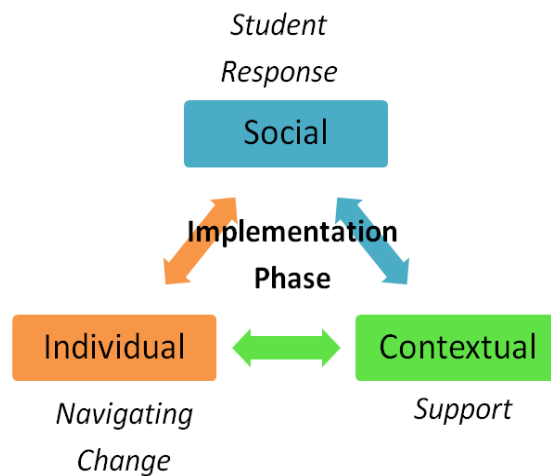 Student
Response
Social
Implementation
Phase
Individual
Contextual
Navigating
Change
Support